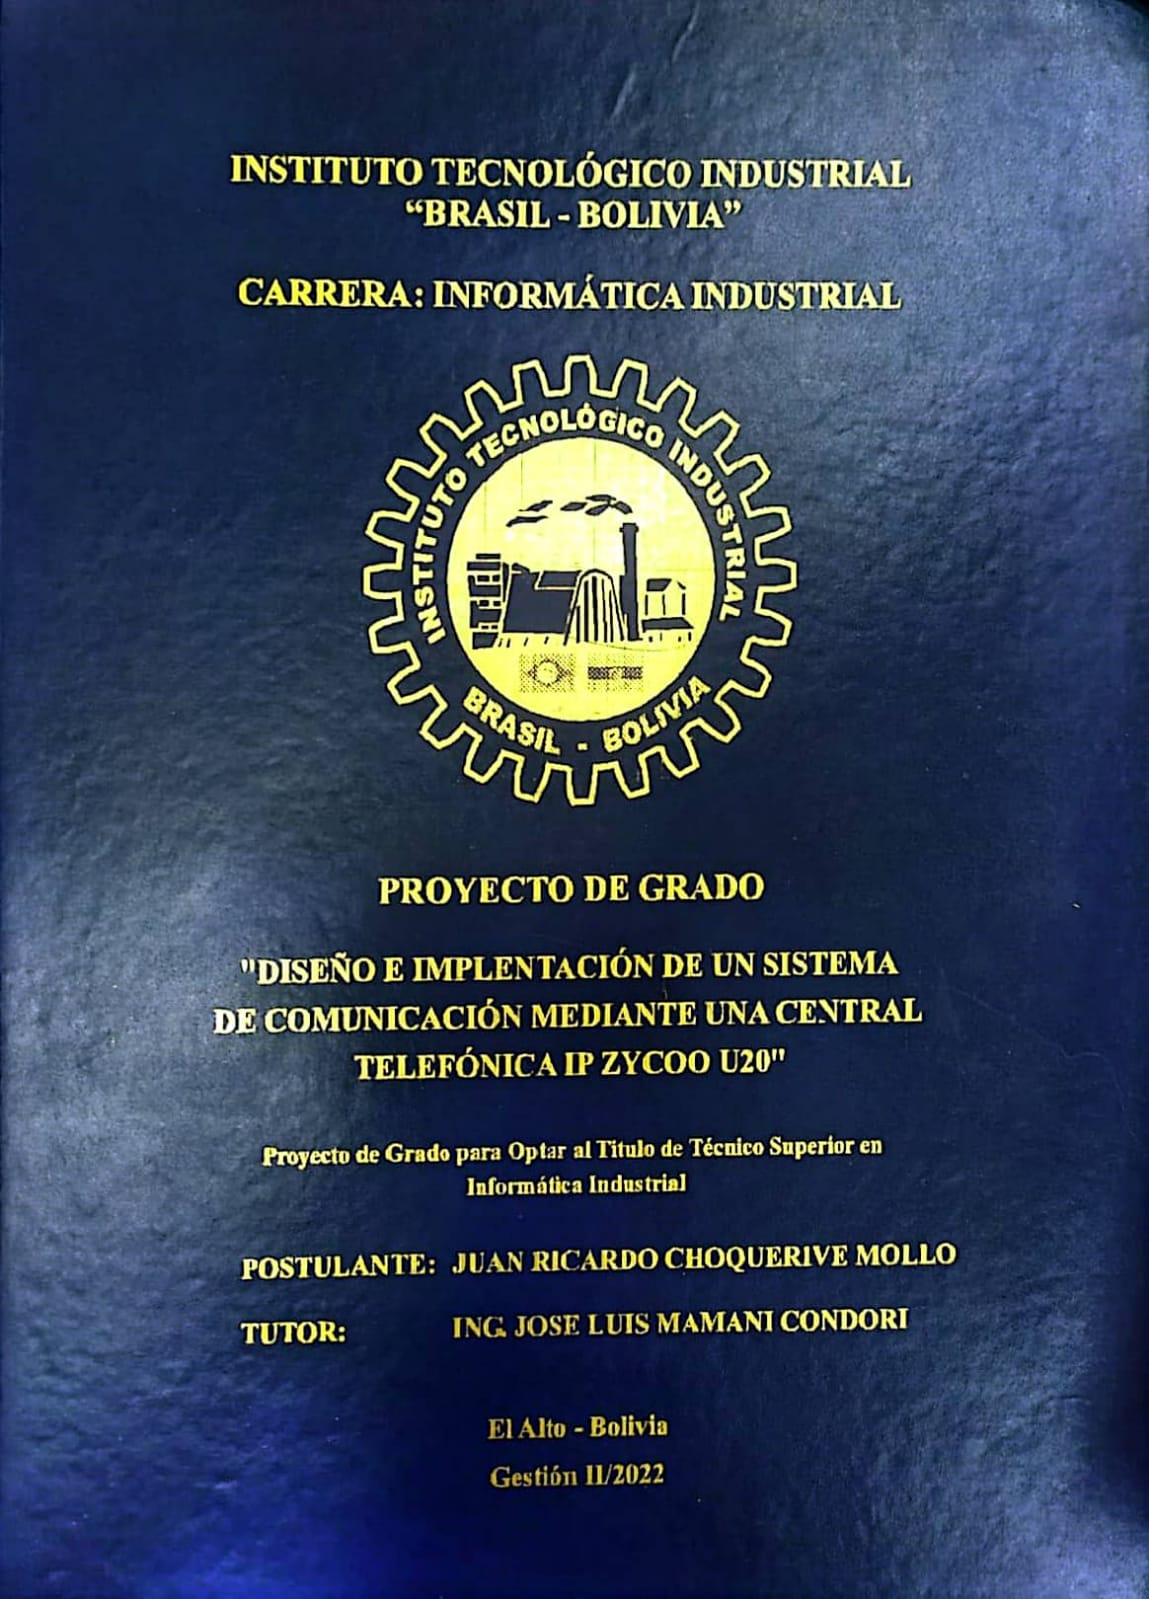 INSTITUTO TECNOLÓGICO INDUSTRIAL
“BRASIL - BOLIVIA”
CARRERA: INFORMÁTICA INDUSTRIAL
INSTITUTO TECNOLÓGICO INDUSTRIAL
BRASIL - BOLIVIA
PROYECTO DE GRADO
"DISEÑO E IMPLENTACIÓN DE UN SISTEMA
DE COMUNICACIÓN MEDIANTE UNA CENTRAL
TELEFÓNICA IP ZYCOO U20"
Proyecto de Grado para Optar al Titulo de Técnico Superior en
Informática Industrial
POSTULANTE: JUAN RICARDO CHOQUERIVE MOLLO
TUTOR: ING. JOSE LUIS MAMANI CONDORI
El Alto - Bolivia
Gestión II/2022